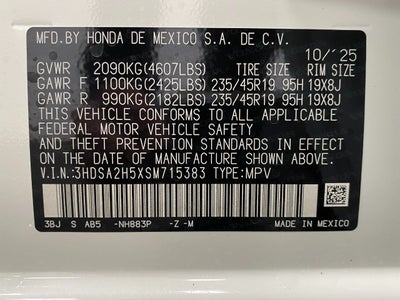 MFD.BY HONDA DE MEXICO S.A. DE C.V.
10/'25
GVWR 2090KG(4607LBS) TIRE SIZE RIM SIZE
GAWR F 1100KG(2425LBS) 235/45R19 95H 19X8J
GAWR R 990KG(2182LBS) 235/45R19 95H 19X8J
THIS VEHICLE CONFORMS TO ALL APPLICABLE
FEDERAL MOTOR VEHICLE SAFETY
AND THEFT PREVENTION STANDARDS IN EFFECT
ON THE DATE OF MANUFACTURE SHOWN ABOVE.
V.I.N.:3HDSA2H5XSM715383 TYPE:MPV
3BJ S AB5 -NH883P -Z -M MADE IN MEXICO